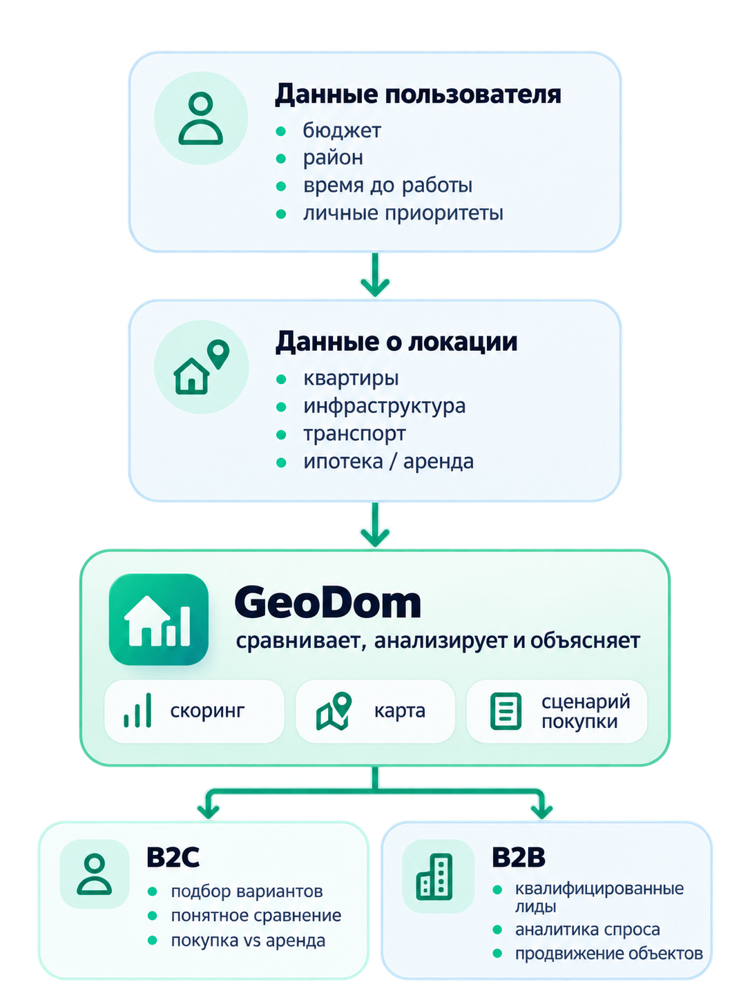 Данные пользователя
бюджет
район
время до работы
личные приоритеты
Данные о локации
квартиры
инфраструктура
транспорт
ипотека / аренда
GeoDom
сравнивает, анализирует и объясняет
скоринг
карта
сценарий
покупки
B2C
подбор вариантов
понятное сравнение
покупка vs аренда
B2B
квалифицированные
лиды
аналитика спроса
продвижение объектов